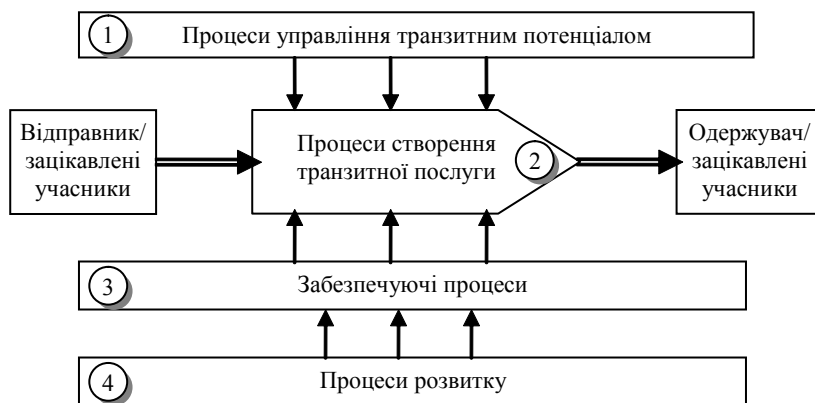 1 Процеси управління транзитним потенціалом
Відправник/
зацікавлені
учасники
Процеси створення
транзитної послуги
2
Одержувач/
зацікавлені
учасники
3 Забезпечуючі процеси
4 Процеси розвитку